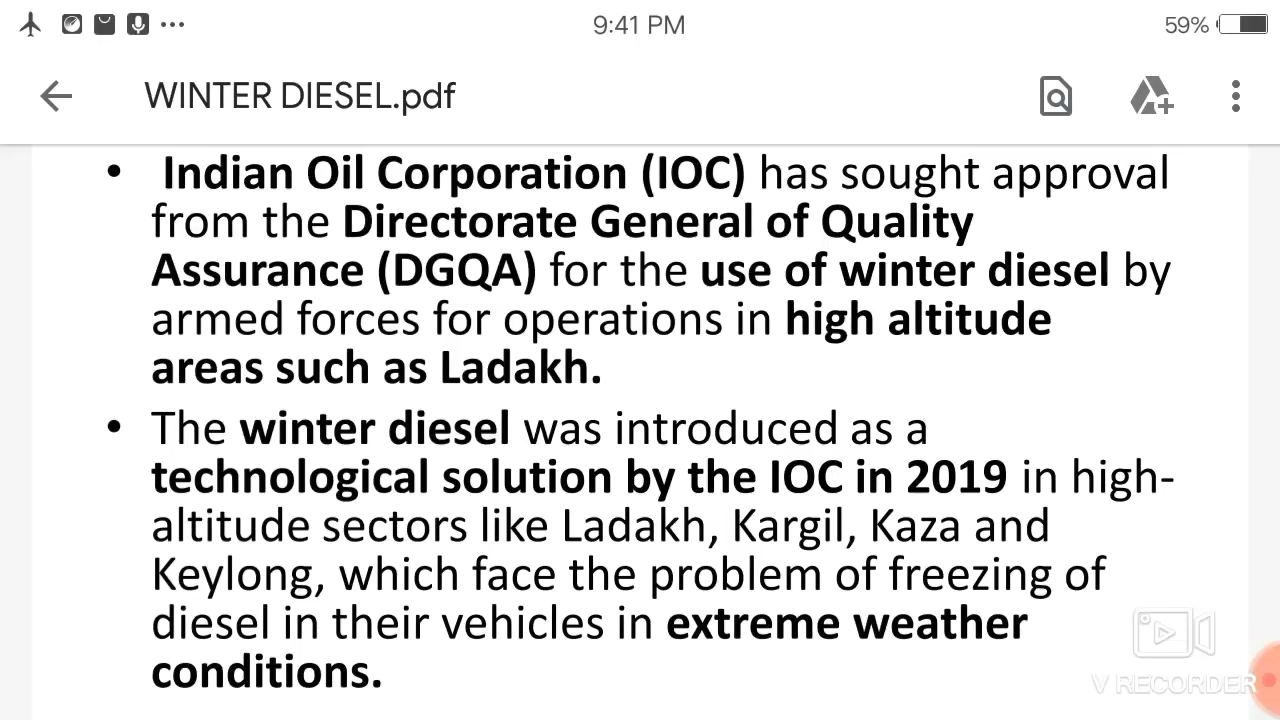 9:41 PM
59%
WINTER DIESEL.pdf
• Indian Oil Corporation (IOC) has sought approval
from the Directorate General of Quality
Assurance (DGQA) for the use of winter diesel by
armed forces for operations in high altitude
areas such as Ladakh.
• The winter diesel was introduced as a
technological solution by the IOC in 2019 in high-
altitude sectors like Ladakh, Kargil, Kaza and
Keylong, which face the problem of freezing of
diesel in their vehicles in extreme weather
conditions.
V RECORDER